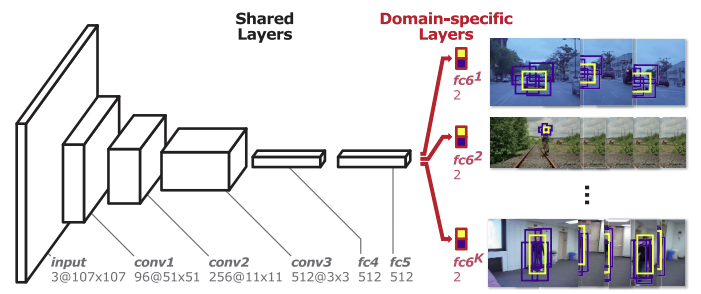 Shared
Layers
Domain-specific
Layers
fc6¹
2
fc6²
2
fc6ᴷ
2
input
3@107x107
conv1
96@51x51
conv2
256@11x11
conv3
512@3x3
fc4
512
fc5
512